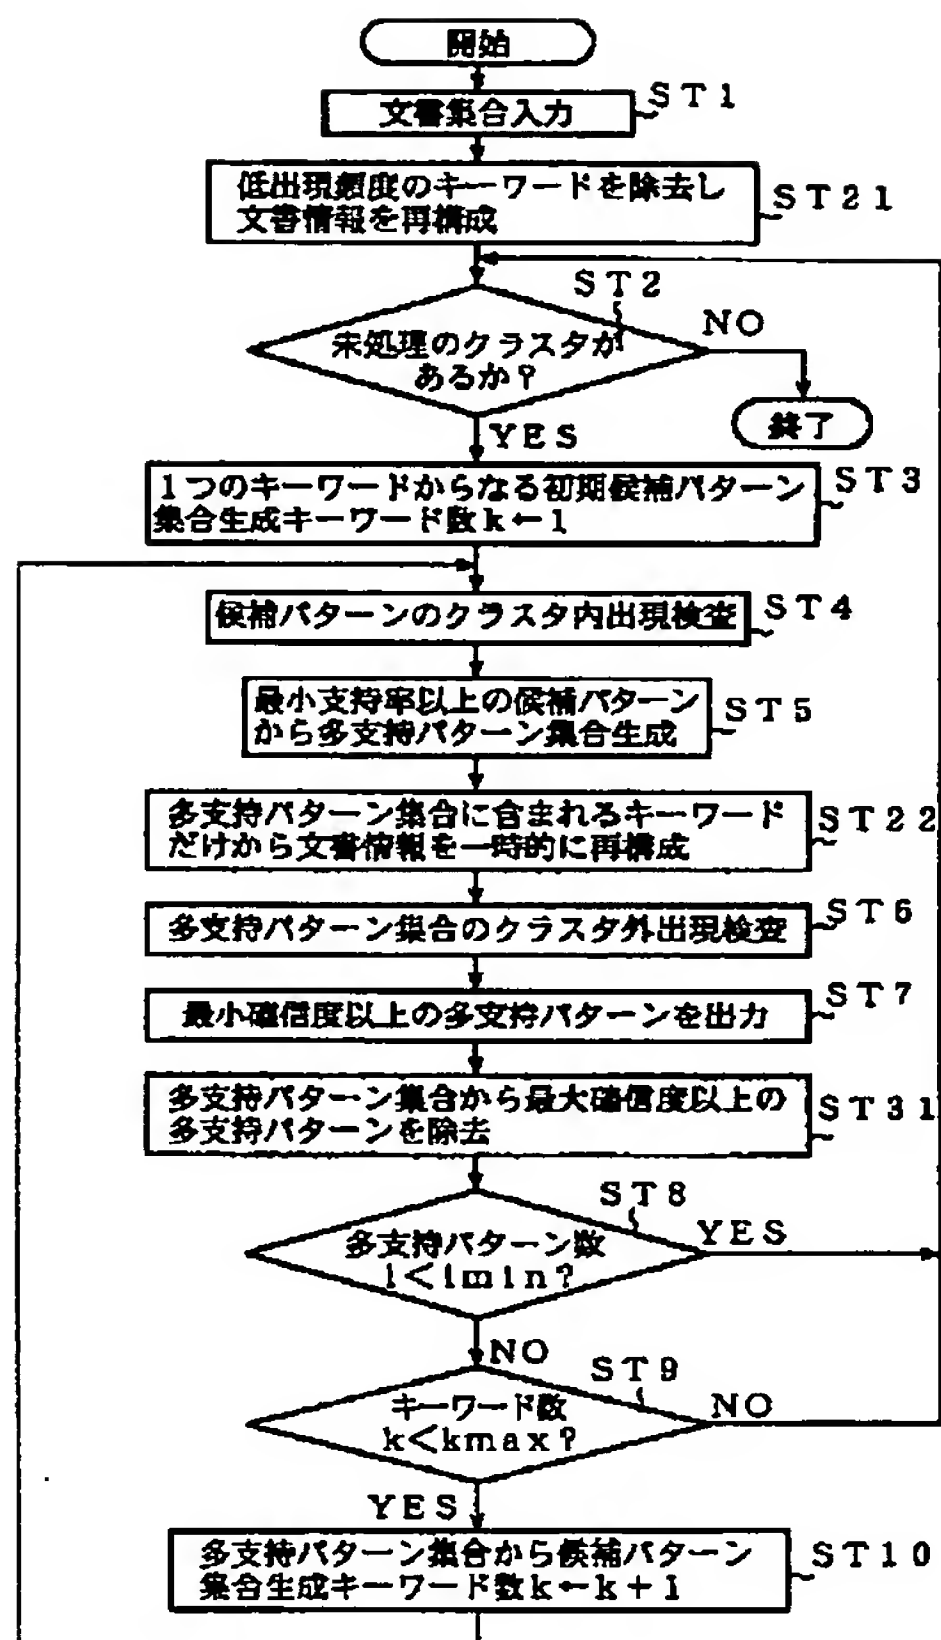 開始
文書集合入力
ST1
低出現頻度のキーワードを除去し
文書情報を再構成
ST21
ST2
未処理のクラスタが
あるか?
NO
終了
YES
1つのキーワードからなる初期候補パターン
集合生成キーワード数k←1
ST3
候補パターンのクラスタ内出現検査
ST4
最小支持率以上の候補パターン
から多支持パターン集合生成
ST5
多支持パターン集合に含まれるキーワード
だけから文書情報を一時的に再構成
ST22
多支持パターン集合のクラスタ外出現検査
ST6
最小確信度以上の多支持パターンを出力
ST7
多支持パターン集合から最大確信度以上の
多支持パターンを除去
ST31
ST8
多支持パターン数
l<lmin?
YES
NO
ST9
キーワード数
k<kmax?
NO
YES
多支持パターン集合から候補パターン
集合生成キーワード数k←k+1
ST10